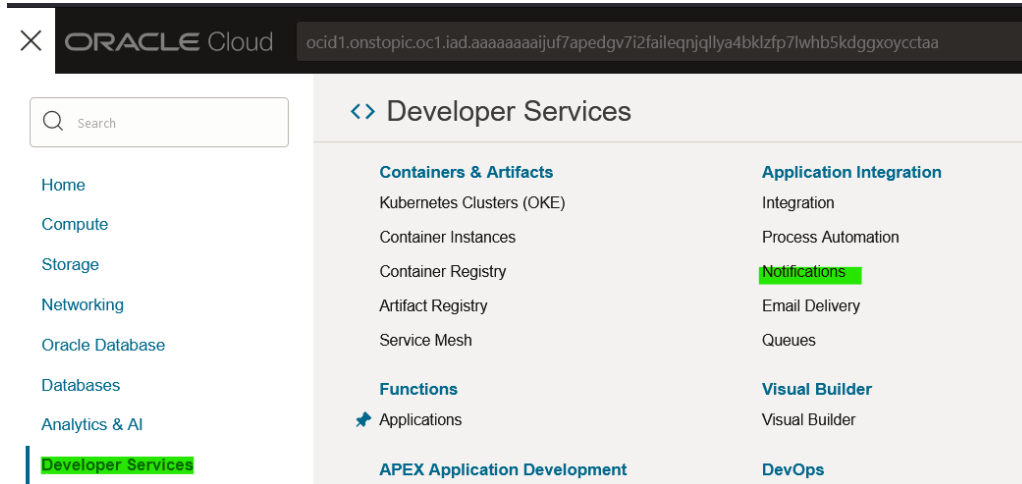 ORACLE Cloud
ocid1.onstopic.oc1.iad.aaaaaaaaijuf7apedgv7i2faileqnjqllya4bklzfp7lwhb5kdggxoycctaa
Search
Home
Compute
Storage
Networking
Oracle Database
Databases
Analytics & AI
Developer Services
Developer Services
Containers & Artifacts
Kubernetes Clusters (OKE)
Container Instances
Container Registry
Artifact Registry
Service Mesh
Functions
Applications
APEX Application Development
Application Integration
Integration
Process Automation
Notifications
Email Delivery
Queues
Visual Builder
Visual Builder
DevOps